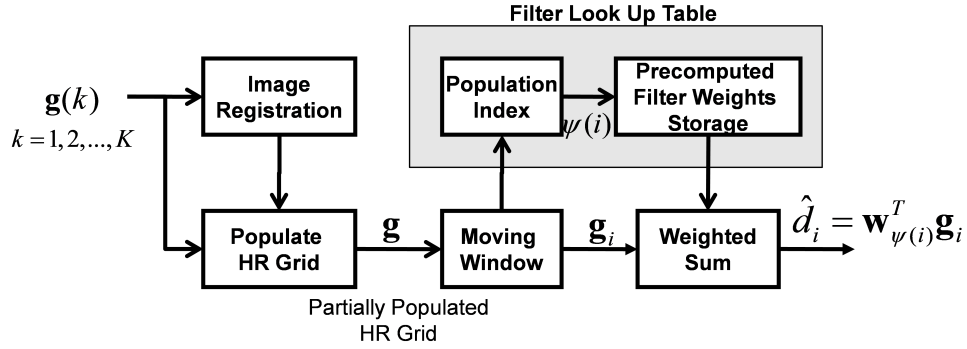 Filter Look Up Table
Image
Registration
Population
Index
Precomputed
Filter Weights
Storage
ψ(i)
g(k)
k = 1, 2, ..., K
Populate
HR Grid
g
Moving
Window
g_i
Weighted
Sum
d̂_i = w^T_{ψ(i)} g_i
Partially Populated
HR Grid